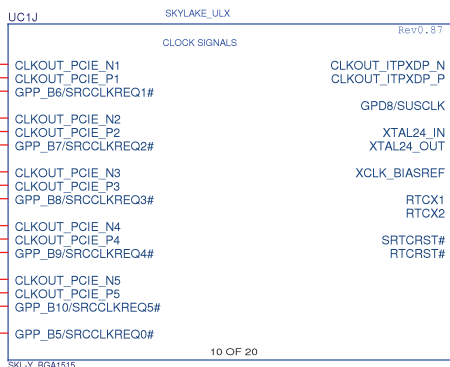 UC1J
SKYLAKE_ULX
Rev0.87
CLOCK SIGNALS
CLKOUT_PCIE_N1
CLKOUT_PCIE_P1
GPP_B6/SRCCLKREQ1#
CLKOUT_PCIE_N2
CLKOUT_PCIE_P2
GPP_B7/SRCCLKREQ2#
CLKOUT_PCIE_N3
CLKOUT_PCIE_P3
GPP_B8/SRCCLKREQ3#
CLKOUT_PCIE_N4
CLKOUT_PCIE_P4
GPP_B9/SRCCLKREQ4#
CLKOUT_PCIE_N5
CLKOUT_PCIE_P5
GPP_B10/SRCCLKREQ5#
GPP_B5/SRCCLKREQ0#
CLKOUT_ITPXDP_N
CLKOUT_ITPXDP_P
GPD8/SUSCLK
XTAL24_IN
XTAL24_OUT
XCLK_BIASREF
RTCX1
RTCX2
SRTCRST#
RTCRST#
10 OF 20
SKL-Y_BGA1515